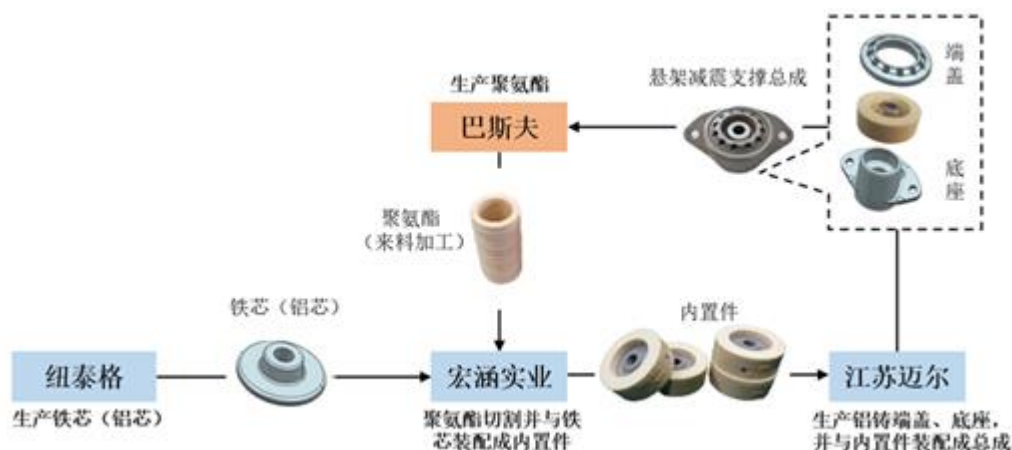 生产聚氨酯
巴斯夫
悬架减震支撑总成
端
盖
底
座
聚氨酯
（来料加工）
铁芯（铝芯）
内置件
纽泰格
宏涵实业
江苏迈尔
生产铁芯（铝芯）
聚氨酯切割并与铁
芯装配成内置件
生产铝铸端盖、底座，
并与内置件装配成总成